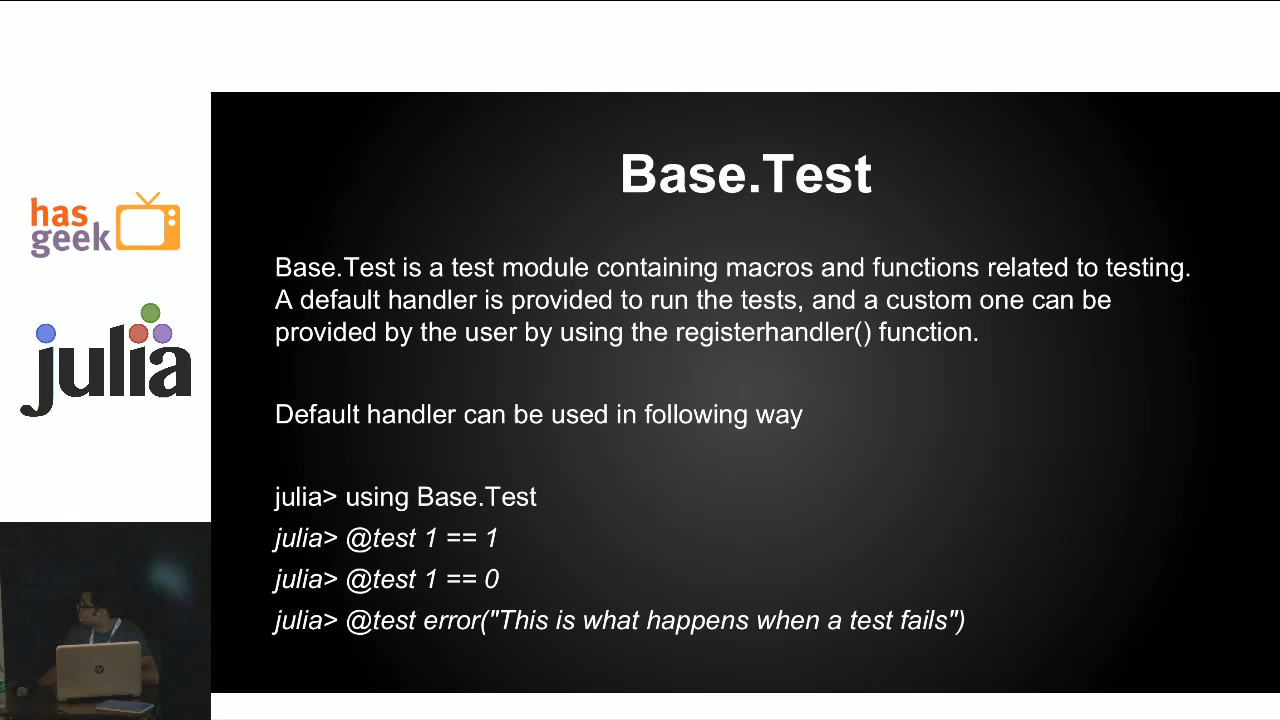 Base.Test
has
geek
Base.Test is a test module containing macros and functions related to testing.
A default handler is provided to run the tests, and a custom one can be
provided by the user by using the registerhandler() function.
julia
Default handler can be used in following way
julia> using Base.Test
julia> @test 1 == 1
julia> @test 1 == 0
julia> @test error("This is what happens when a test fails")
hp